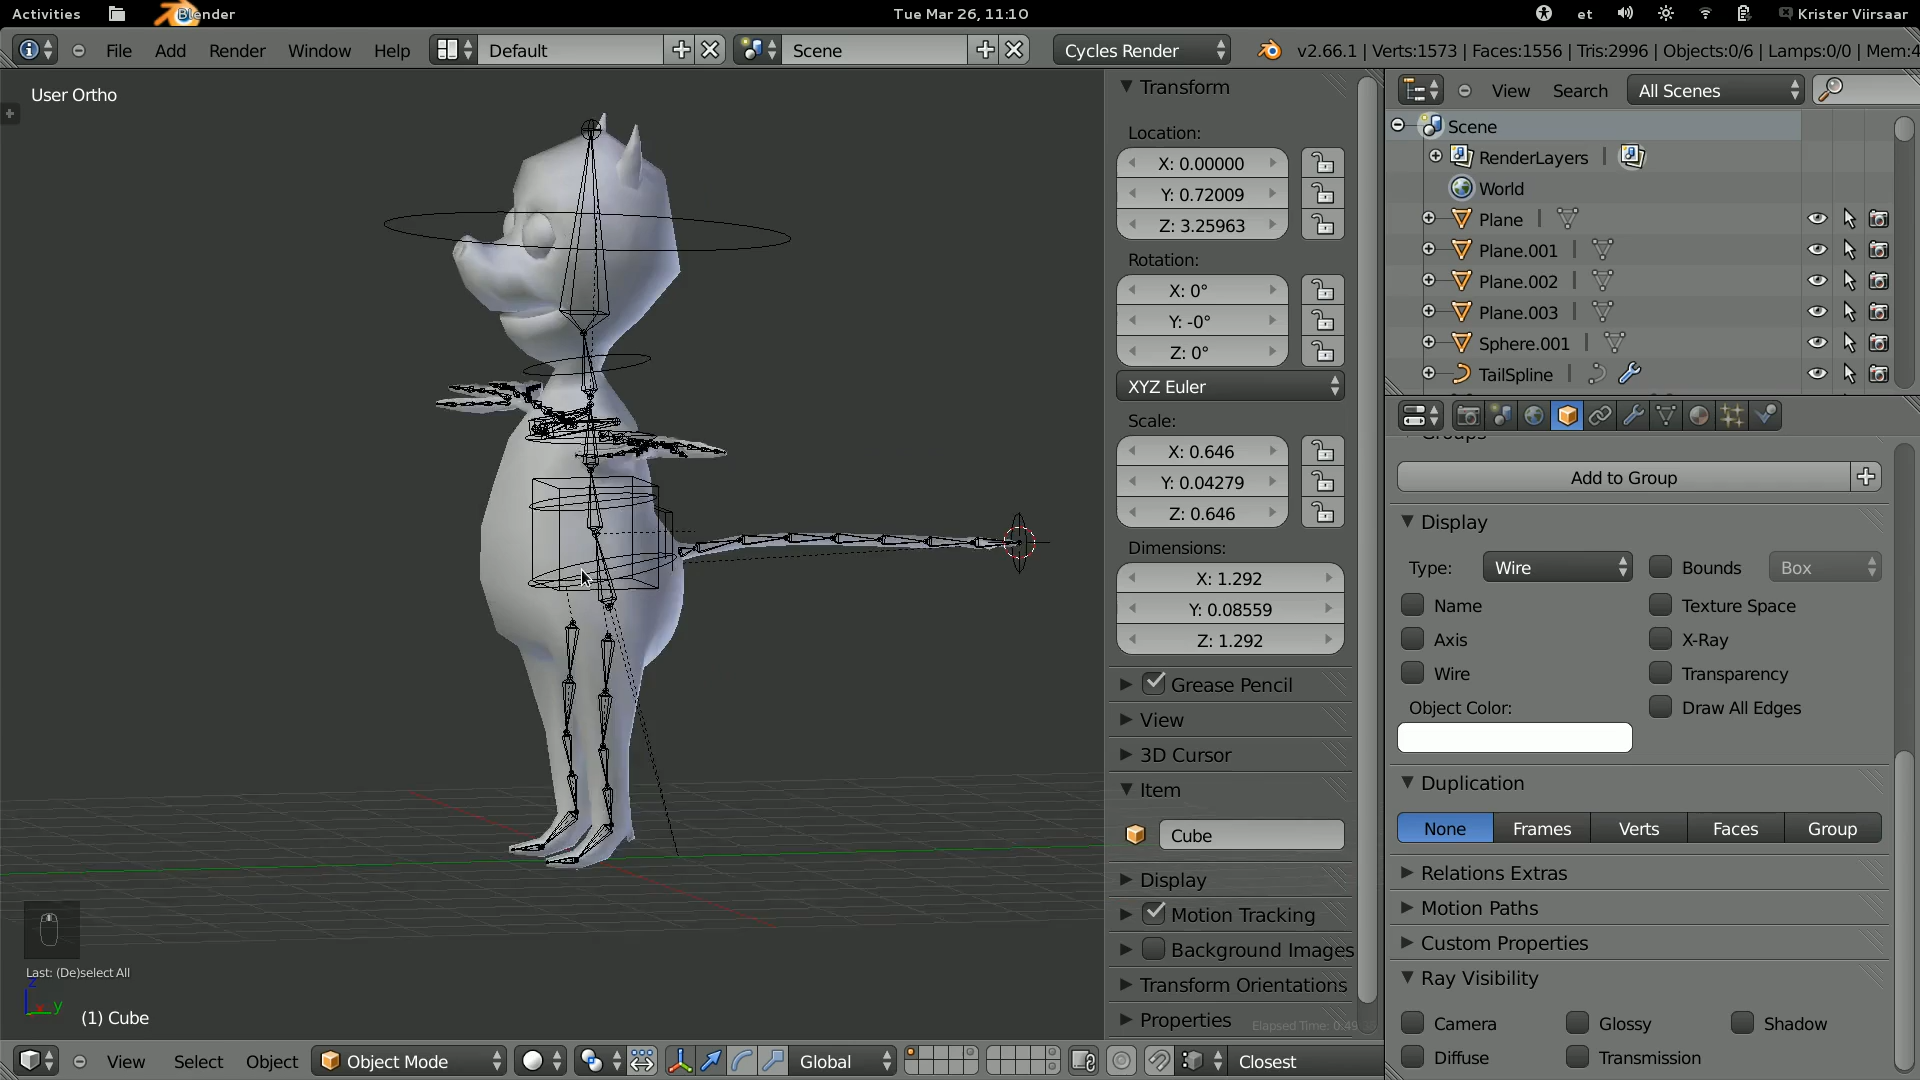 Activities Blender Tue Mar 26, 11:10 et Krister Viirsaar
File Add Render Window Help Default Scene Cycles Render v2.66.1 | Verts:1573 | Faces:1556 | Tris:2996 | Objects:0/6 | Lamps:0/0 | Mem:4
User Ortho
Transform
Location:
X: 0.00000
Y: 0.72009
Z: 3.25963
Rotation:
X: 0°
Y: -0°
Z: 0°
XYZ Euler
Scale:
X: 0.646
Y: 0.04279
Z: 0.646
Dimensions:
X: 1.292
Y: 0.08559
Z: 1.292
Grease Pencil
View
3D Cursor
Item
Cube
Display
Motion Tracking
Background Images
Transform Orientations
Properties
Elapsed Time: 0:49
View Search All Scenes
Scene
RenderLayers
World
Plane
Plane.001
Plane.002
Plane.003
Sphere.001
TailSpline
Groups
Add to Group
Display
Type: Wire Bounds Box
Name Texture Space
Axis X-Ray
Wire Transparency
Object Color: Draw All Edges
Duplication
None Frames Verts Faces Group
Relations Extras
Motion Paths
Custom Properties
Ray Visibility
Camera Glossy Shadow
Diffuse Transmission
Last: (De)select All
z
y
(1) Cube
View Select Object Object Mode Global Closest